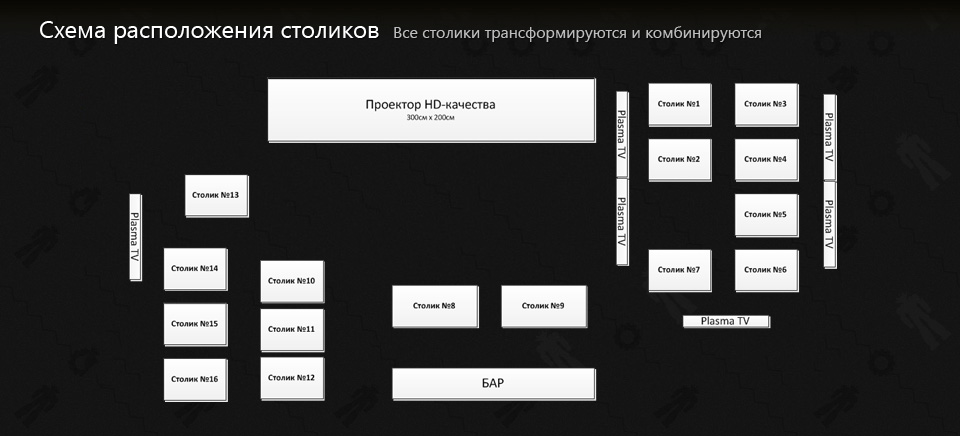 Схема расположения столиков Все столики трансформируются и комбинируются
Проектор HD-качества
300см x 200см
Plasma TV
Plasma TV
Столик №1
Столик №3
Plasma TV
Plasma TV
Столик №2
Столик №4
Столик №5
Столик №7
Столик №6
Plasma TV
Столик №13
Plasma TV
Столик №14
Столик №10
Столик №15
Столик №11
Столик №16
Столик №12
Столик №8
Столик №9
БАР